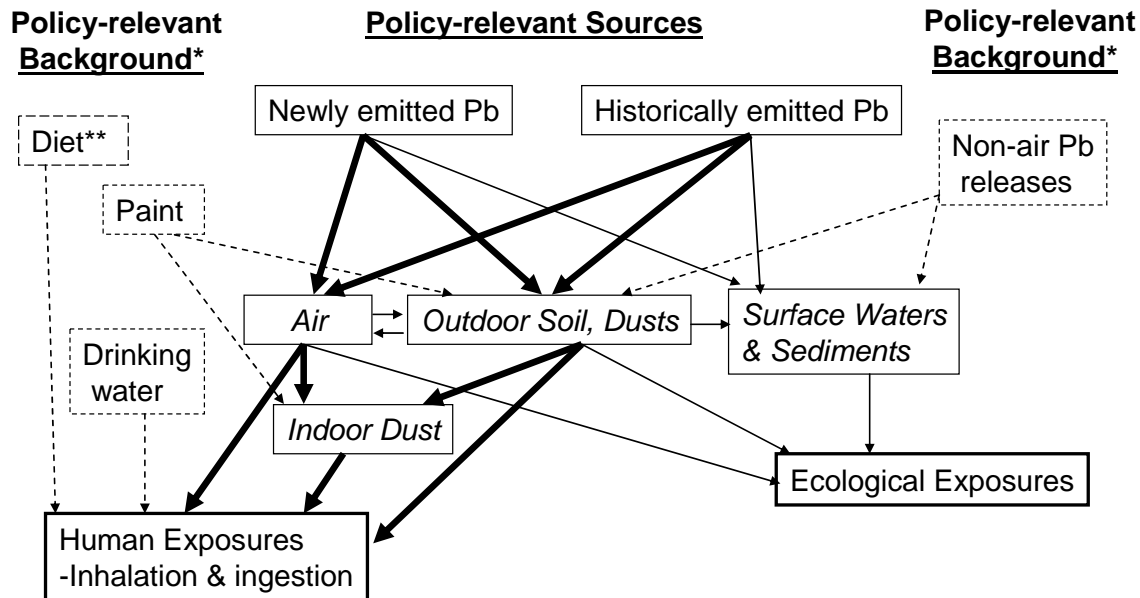 Policy-relevant
Background*
Policy-relevant Sources
Policy-relevant
Background*
Newly emitted Pb
Historically emitted Pb
Diet**
Non-air Pb
releases
Paint
Air
Outdoor Soil, Dusts
Surface Waters
& Sediments
Drinking
water
Indoor Dust
Ecological Exposures
Human Exposures
-Inhalation & ingestion